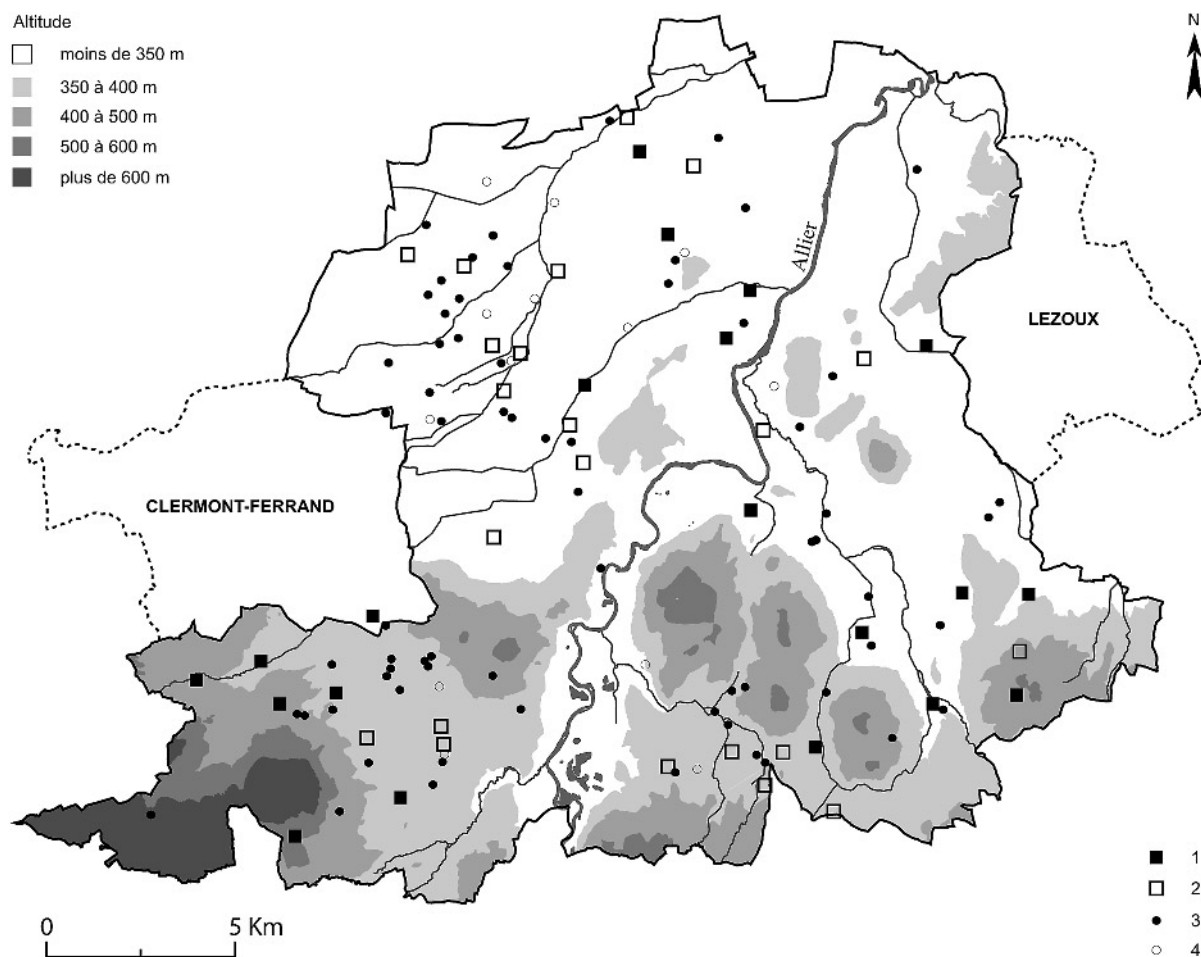 Altitude
moins de 350 m
350 à 400 m
400 à 500 m
500 à 600 m
plus de 600 m
N
Allier
LEZOUX
CLERMONT-FERRAND
1
2
3
4
0 5 Km